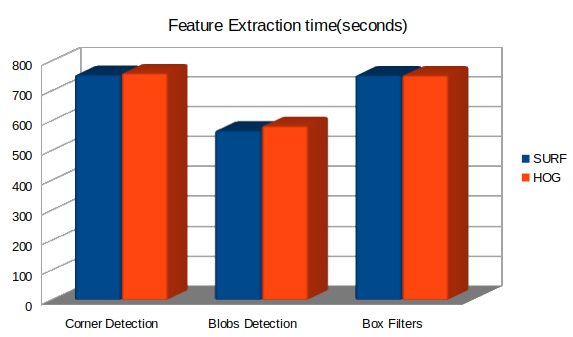 Feature Extraction time(seconds)
800
700
600
500
400
300
200
100
0
Corner Detection
Blobs Detection
Box Filters
SURF
HOG